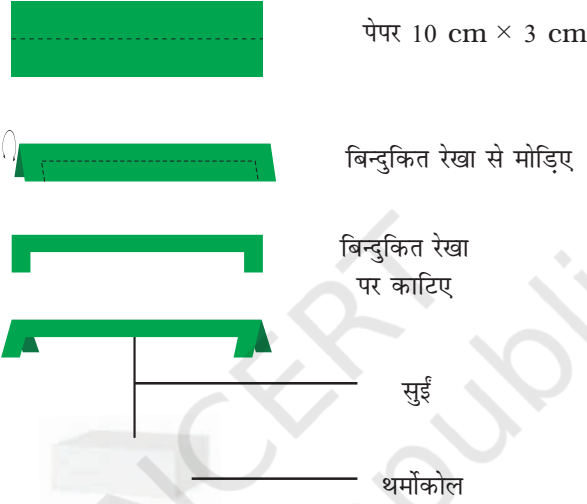 पेपर 10 cm × 3 cm
बिन्दुकित रेखा से मोड़िए
बिन्दुकित रेखा
पर काटिए
सुईं
थर्मोकोल